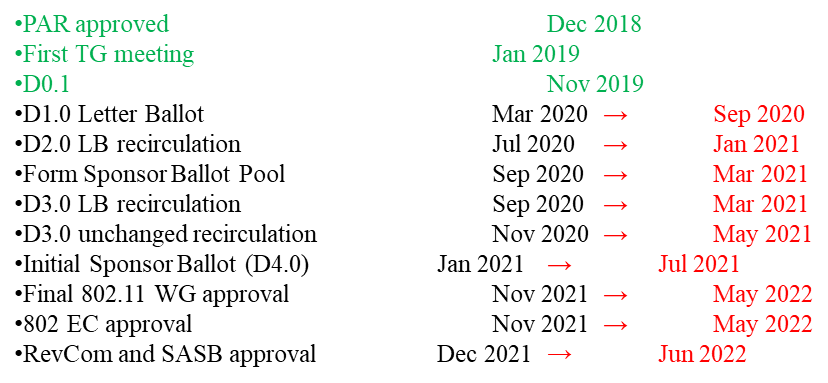 •PAR approved Dec 2018
•First TG meeting Jan 2019
•D0.1 Nov 2019
•D1.0 Letter Ballot Mar 2020 → Sep 2020
•D2.0 LB recirculation Jul 2020 → Jan 2021
•Form Sponsor Ballot Pool Sep 2020 → Mar 2021
•D3.0 LB recirculation Sep 2020 → Mar 2021
•D3.0 unchanged recirculation Nov 2020 → May 2021
•Initial Sponsor Ballot (D4.0) Jan 2021 → Jul 2021
•Final 802.11 WG approval Nov 2021 → May 2022
•802 EC approval Nov 2021 → May 2022
•RevCom and SASB approval Dec 2021 → Jun 2022